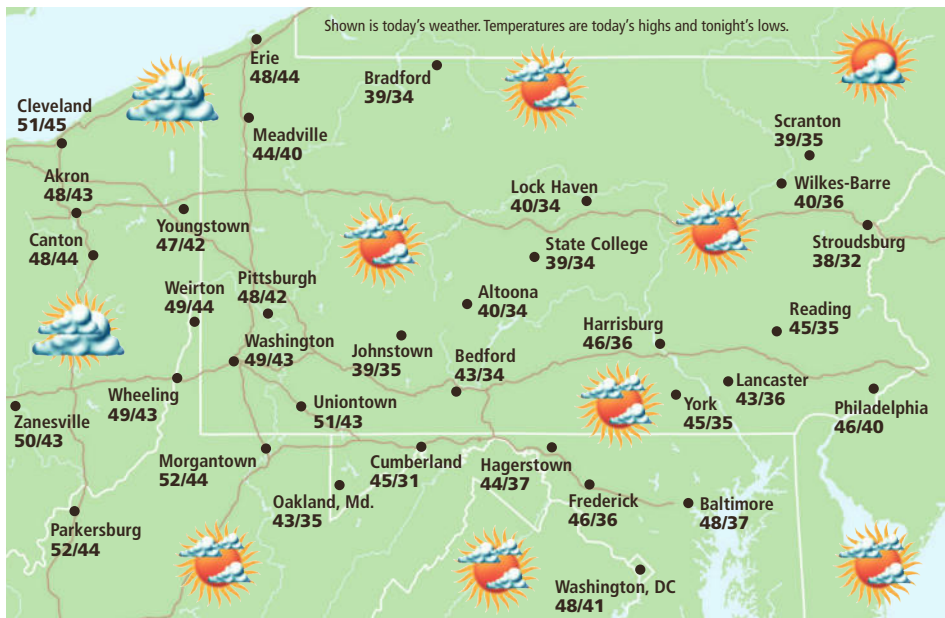 Shown is today's weather. Temperatures are today's highs and tonight's lows.
Erie
48/44
Bradford
39/34
Cleveland
51/45
Meadville
44/40
Scranton
39/35
Akron
48/43
Lock Haven
40/34
Wilkes-Barre
40/36
Youngstown
47/42
Canton
48/44
State College
39/34
Stroudsburg
38/32
Weirton
49/44
Pittsburgh
48/42
Altoona
40/34
Reading
45/35
Harrisburg
46/36
Washington
49/43
Johnstown
39/35
Bedford
43/34
Wheeling
49/43
Lancaster
43/36
Zanesville
50/43
Uniontown
51/43
York
45/35
Philadelphia
46/40
Morgantown
52/44
Cumberland
45/31
Hagerstown
44/37
Oakland, Md.
43/35
Frederick
46/36
Baltimore
48/37
Parkersburg
52/44
Washington, DC
48/41